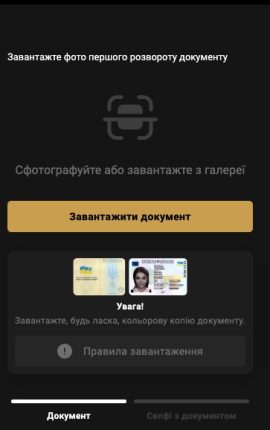 Завантажте фото першого розвороту документу
Сфотографуйте або завантажте з галереї
Завантажити документ
Увага!
Завантажте, будь ласка, кольорову копію документу.
Правила завантаження
Документ
Селфі з документом